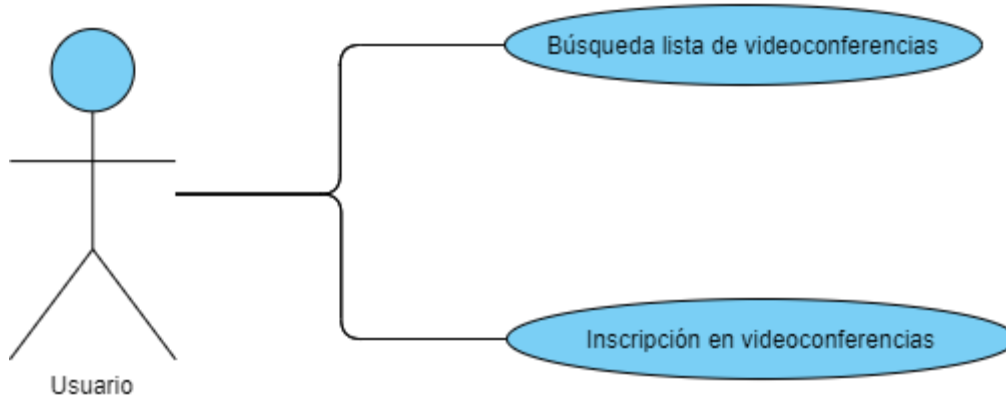 Búsqueda lista de videoconferencias
Inscripción en videoconferencias
Usuario